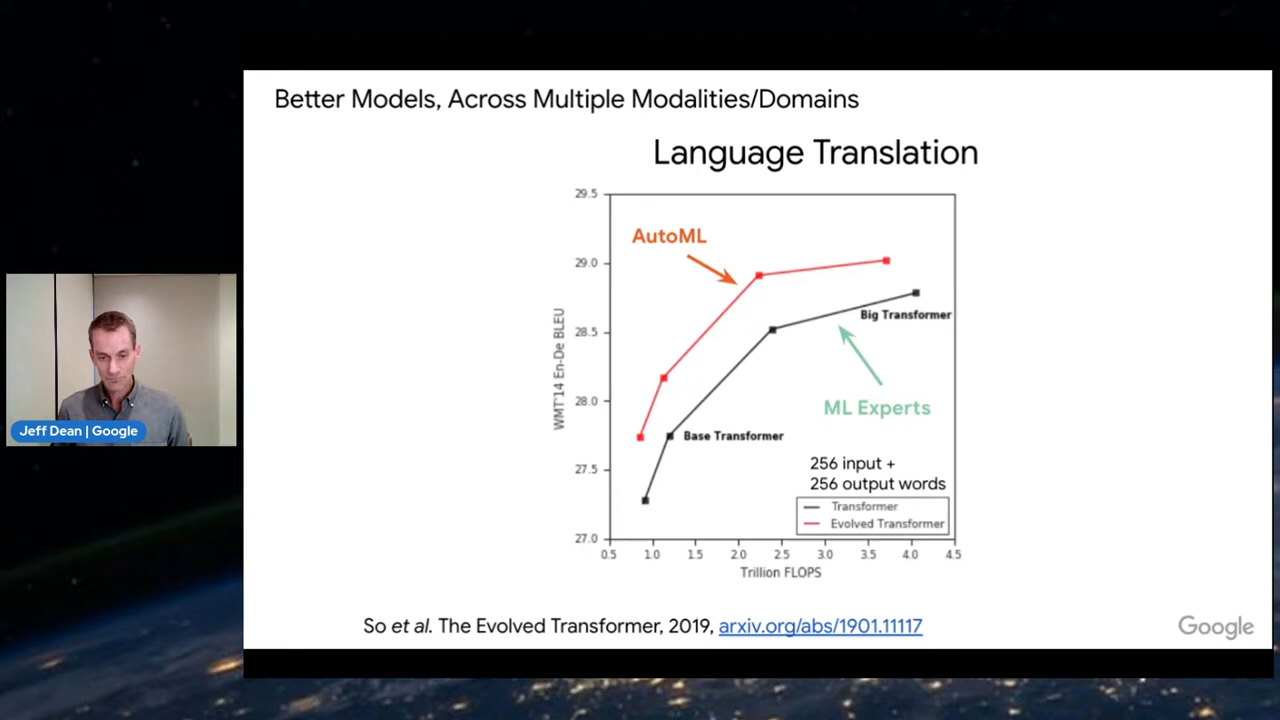 Better Models, Across Multiple Modalities/Domains
Language Translation
29.5
29.0
28.5
28.0
27.5
27.0
WMT'14 En-De BLEU
AutoML
Big Transformer
ML Experts
Base Transformer
256 input +
256 output words
Transformer
Evolved Transformer
0.5 1.0 1.5 2.0 2.5 3.0 3.5 4.0 4.5
Trillion FLOPS
Jeff Dean | Google
So et al. The Evolved Transformer, 2019, arxiv.org/abs/1901.11117
Google